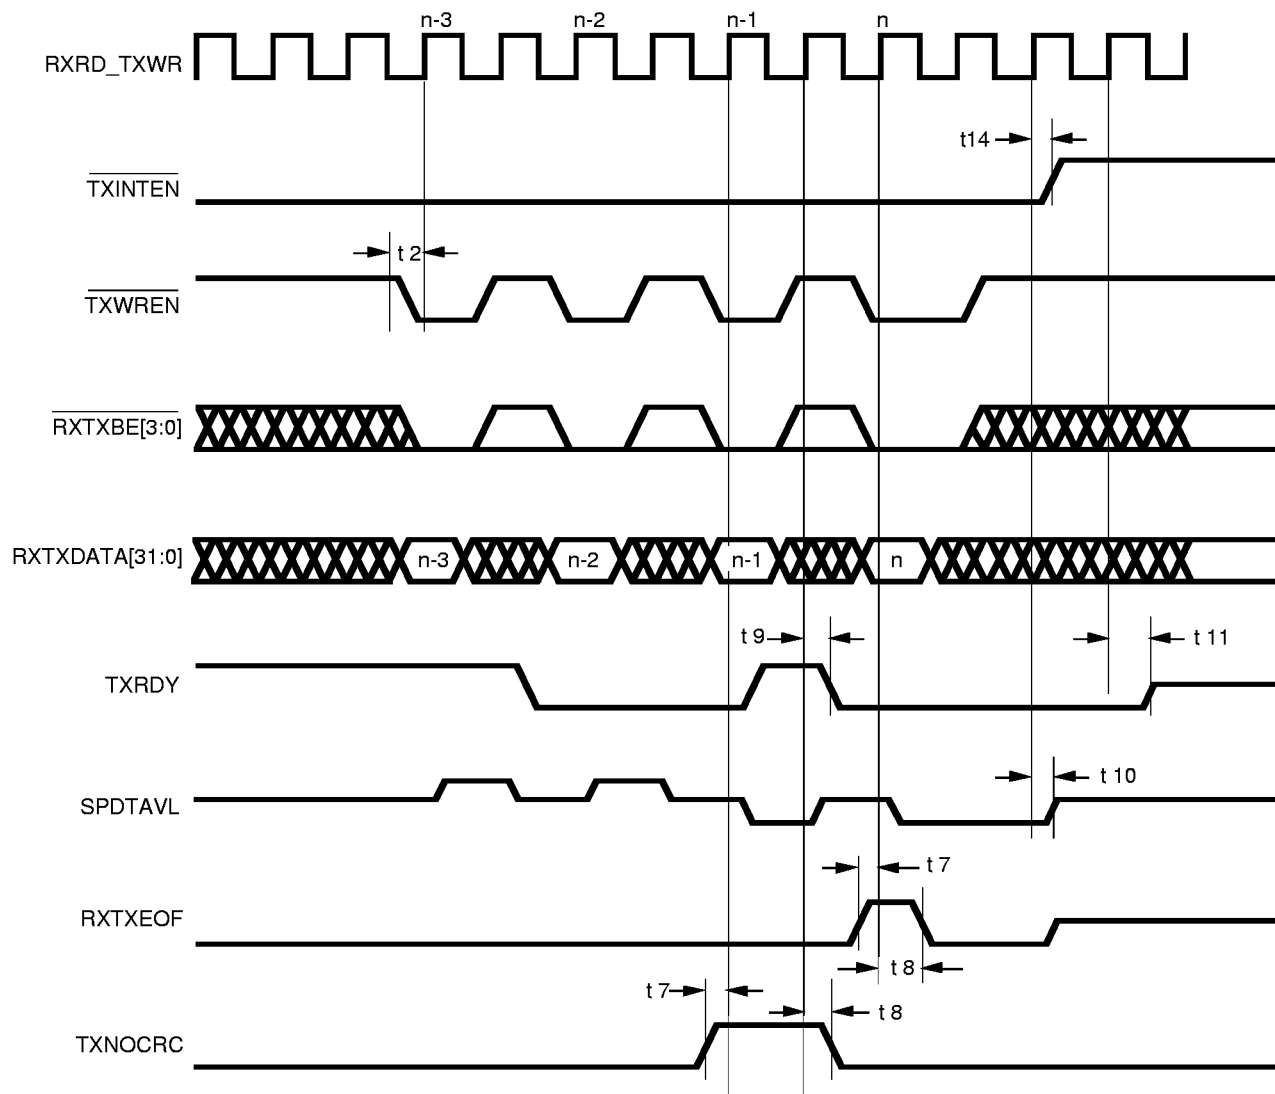 n-3 n-2 n-1 n
RXRD_TXWR
t14
TXINTEN
t 2
TXWREN
RXTXBE[3:0]
RXTXDATA[31:0] n-3 n-2 n-1 n
t 9 t 11
TXRDY
t 10
SPDTAVL
t 7
RXTXEOF
t 8
t 7
t 8
TXNOCRC